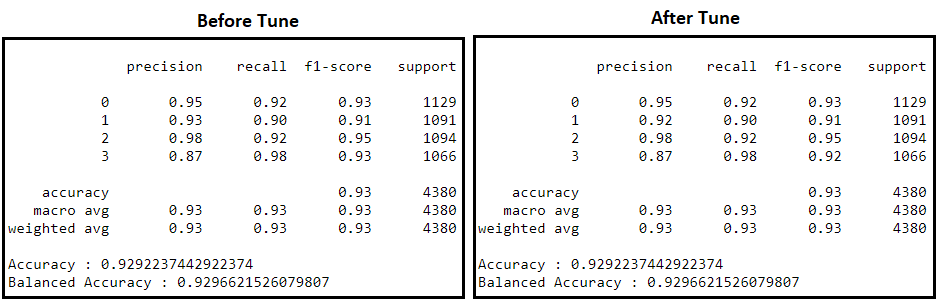 Before Tune
precision recall f1-score support
0 0.95 0.92 0.93 1129
1 0.93 0.90 0.91 1091
2 0.98 0.92 0.95 1094
3 0.87 0.98 0.93 1066
accuracy 0.93 4380
macro avg 0.93 0.93 0.93 4380
weighted avg 0.93 0.93 0.93 4380
Accuracy : 0.9292237442922374
Balanced Accuracy : 0.9296621526079807
After Tune
precision recall f1-score support
0 0.95 0.92 0.93 1129
1 0.92 0.90 0.91 1091
2 0.98 0.92 0.95 1094
3 0.87 0.98 0.92 1066
accuracy 0.93 4380
macro avg 0.93 0.93 0.93 4380
weighted avg 0.93 0.93 0.93 4380
Accuracy : 0.9292237442922374
Balanced Accuracy : 0.9296621526079807